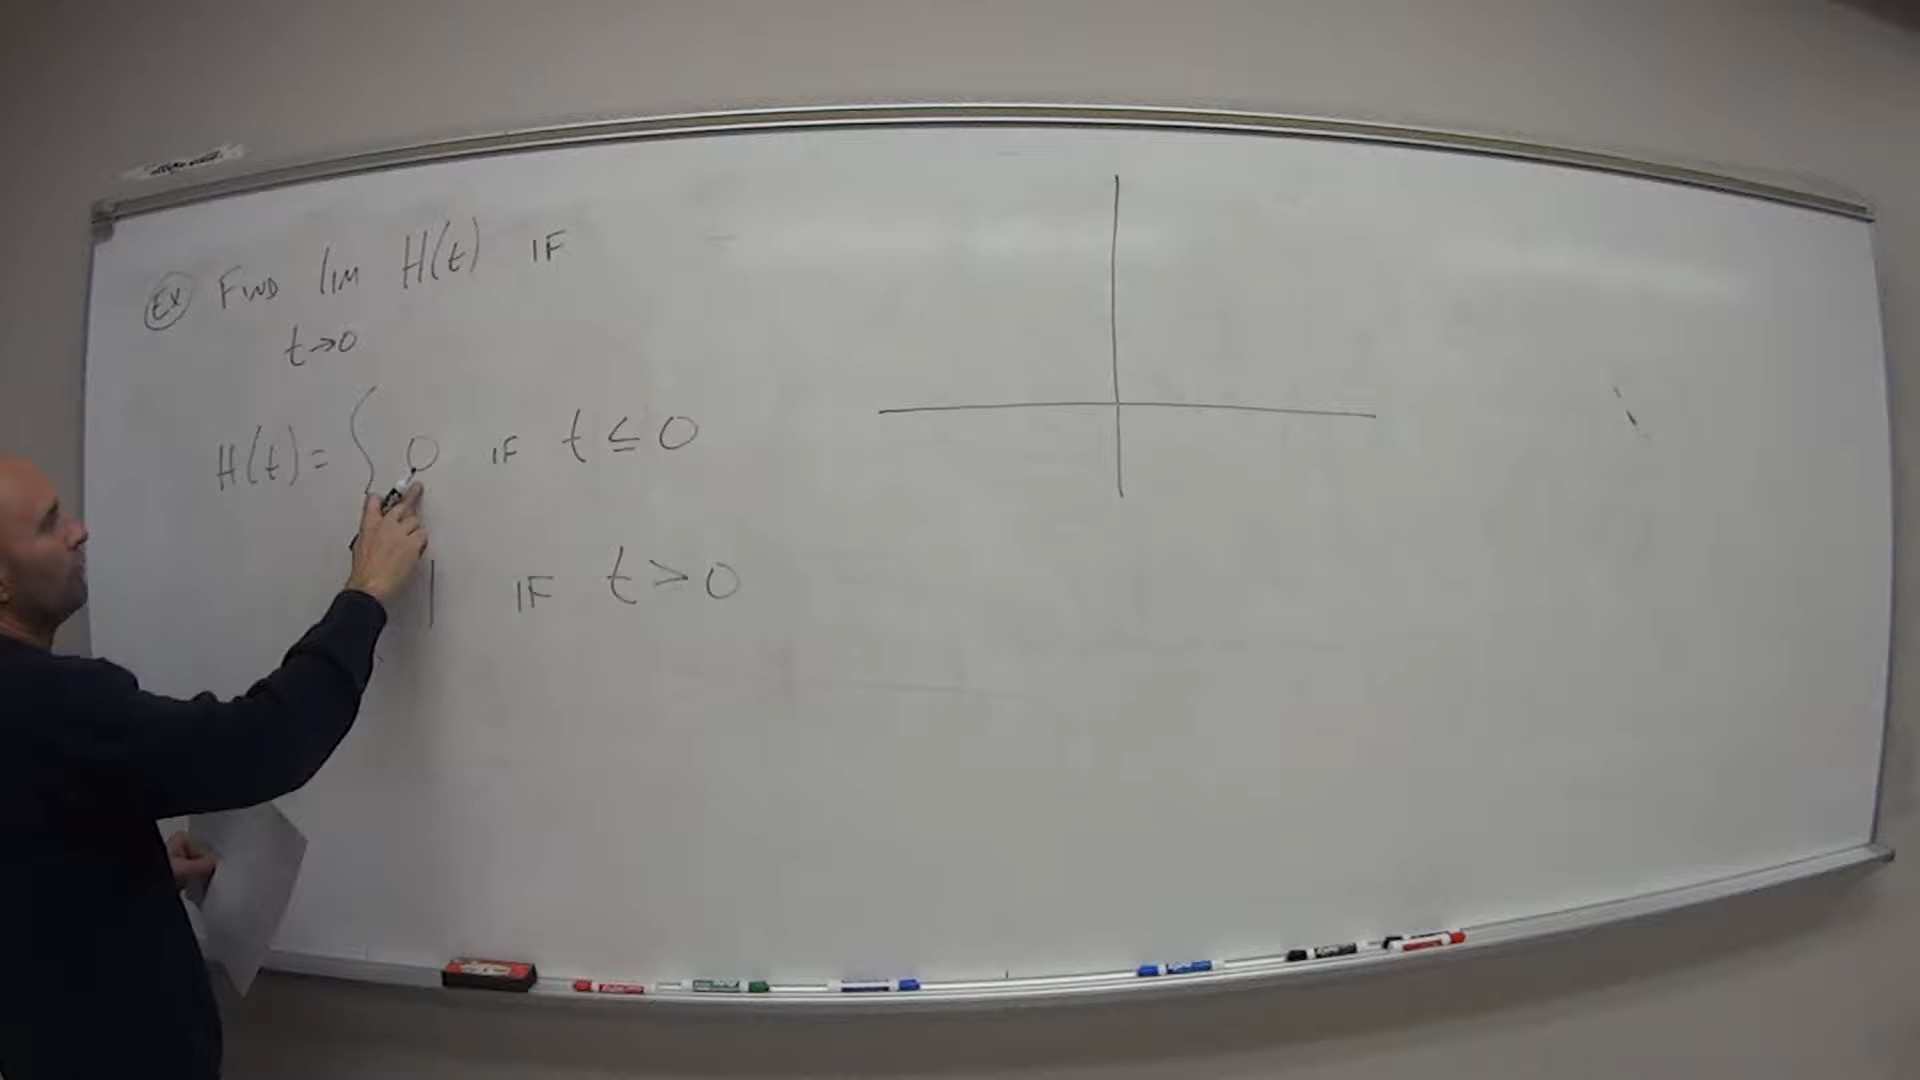 Ex FIND lim H(t) IF
t→0
H(t) = { 0 IF t ≤ 0
1 IF t > 0